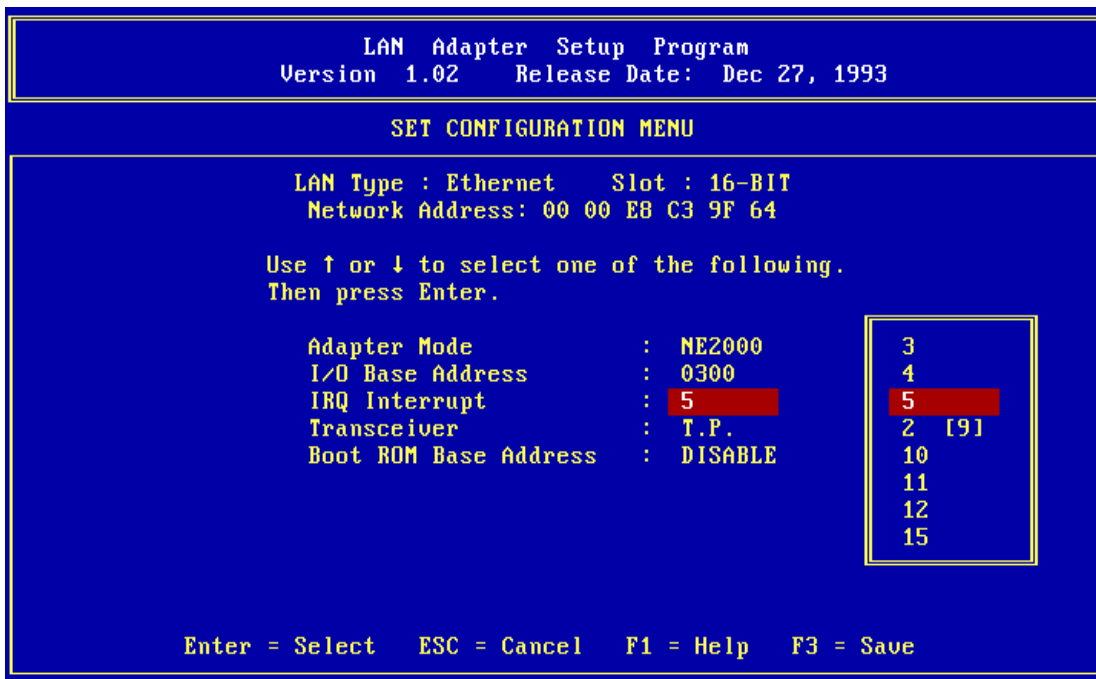 LAN Adapter Setup Program
Version 1.02 Release Date: Dec 27, 1993
SET CONFIGURATION MENU
LAN Type : Ethernet Slot : 16-BIT
Network Address: 00 00 E8 C3 9F 64
Use ↑ or ↓ to select one of the following.
Then press Enter.
Adapter Mode : NE2000
I/O Base Address : 0300
IRQ Interrupt : 5
Transceiver : T.P.
Boot ROM Base Address : DISABLE
3
4
5
2 [9]
10
11
12
15
Enter = Select ESC = Cancel F1 = Help F3 = Save